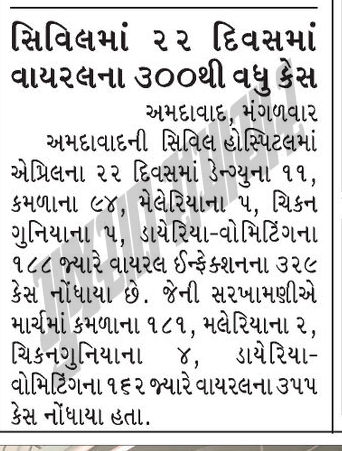 સિવિલમાં ૨૨ દિવસમાં
વાયરલના ૩૦૦થી વધુ કેસ
અમદાવાદ, મંગળવાર
અમદાવાદની સિવિલ હોસ્પિટલમાં
એપ્રિલના ૨૨ દિવસમાં ડેન્ગ્યુના ૧૧,
કમળાના ૯૪, મેલેરિયાના ૫, ચિકન
ગુનિયાના ૫, ડાયેરિયા-વોમિટિંગના
૧૮૮ જ્યારે વાયરલ ઈન્ફેક્શનના ૩૨૯
કેસ નોંધાયા છે. જેની સરખામણીએ
માર્ચમાં કમળાના ૧૮૧, મલેરિયાના ૨,
ચિકનગુનિયાના ૪, ડાયેરિયા-
વોમિટિંગના ૧૬૨ જ્યારે વાયરલના ૩૫૫
કેસ નોંધાયા હતા.